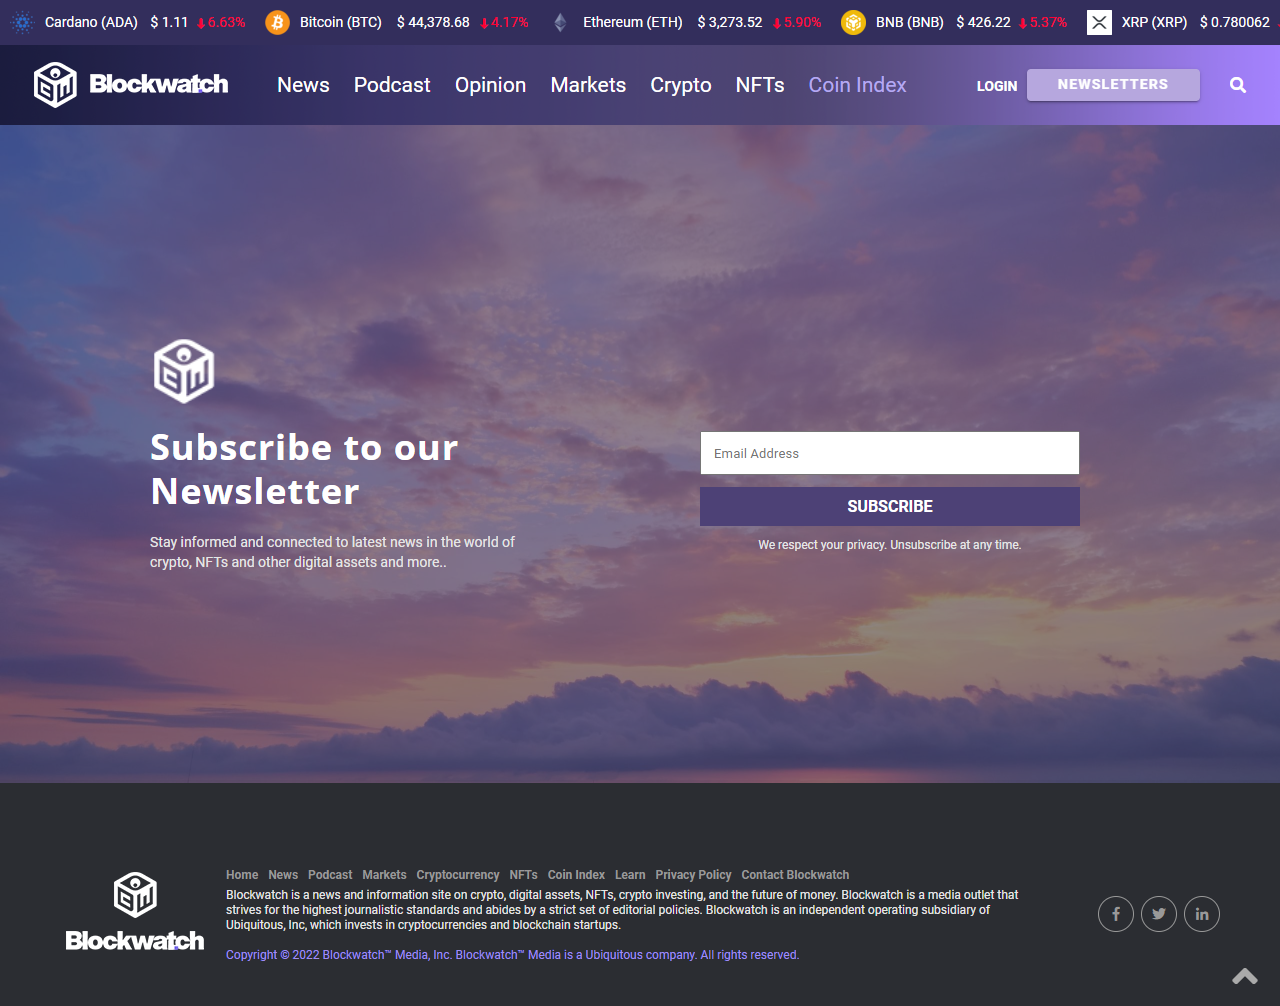 Cardano (ADA) $ 1.11 6.63% Bitcoin (BTC) $ 44,378.68 4.17% Ethereum (ETH) $ 3,273.52 5.90% BNB (BNB) $ 426.22 5.37% XRP (XRP) $ 0.780062
Blockwatch News Podcast Opinion Markets Crypto NFTs Coin Index LOGIN NEWSLETTERS
Subscribe to our
Newsletter
Stay informed and connected to latest news in the world of
crypto, NFTs and other digital assets and more..
Email Address
SUBSCRIBE
We respect your privacy. Unsubscribe at any time.
Blockwatch
Home News Podcast Markets Cryptocurrency NFTs Coin Index Learn Privacy Policy Contact Blockwatch
Blockwatch is a news and information site on crypto, digital assets, NFTs, crypto investing, and the future of money. Blockwatch is a media outlet that
strives for the highest journalistic standards and abides by a strict set of editorial policies. Blockwatch is an independent operating subsidiary of
Ubiquitous, Inc, which invests in cryptocurrencies and blockchain startups.
Copyright © 2022 Blockwatch™ Media, Inc. Blockwatch™ Media is a Ubiquitous company. All rights reserved.